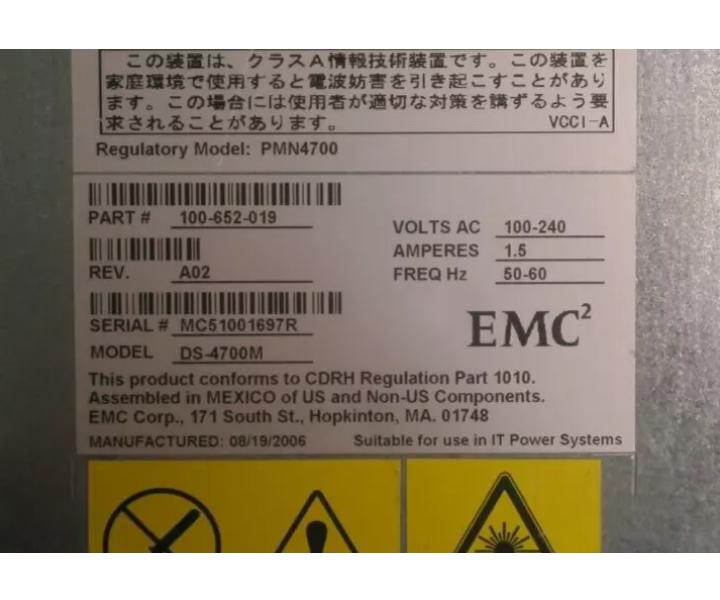 この装置は、クラスA情報技術装置です。この装置を
家庭環境で使用すると電波妨害を引き起こすことがあり
ます。この場合には使用者が適切な対策を講ずるよう要
求されることがあります。
VCCI-A
Regulatory Model: PMN4700
PART # 100-652-019
REV. A02
SERIAL # MC51001697R
MODEL DS-4700M
VOLTS AC 100-240
AMPERES 1.5
FREQ Hz 50-60
EMC²
This product conforms to CDRH Regulation Part 1010.
Assembled in MEXICO of US and Non-US Components.
EMC Corp., 171 South St., Hopkinton, MA. 01748
MANUFACTURED: 08/19/2006 Suitable for use in IT Power Systems